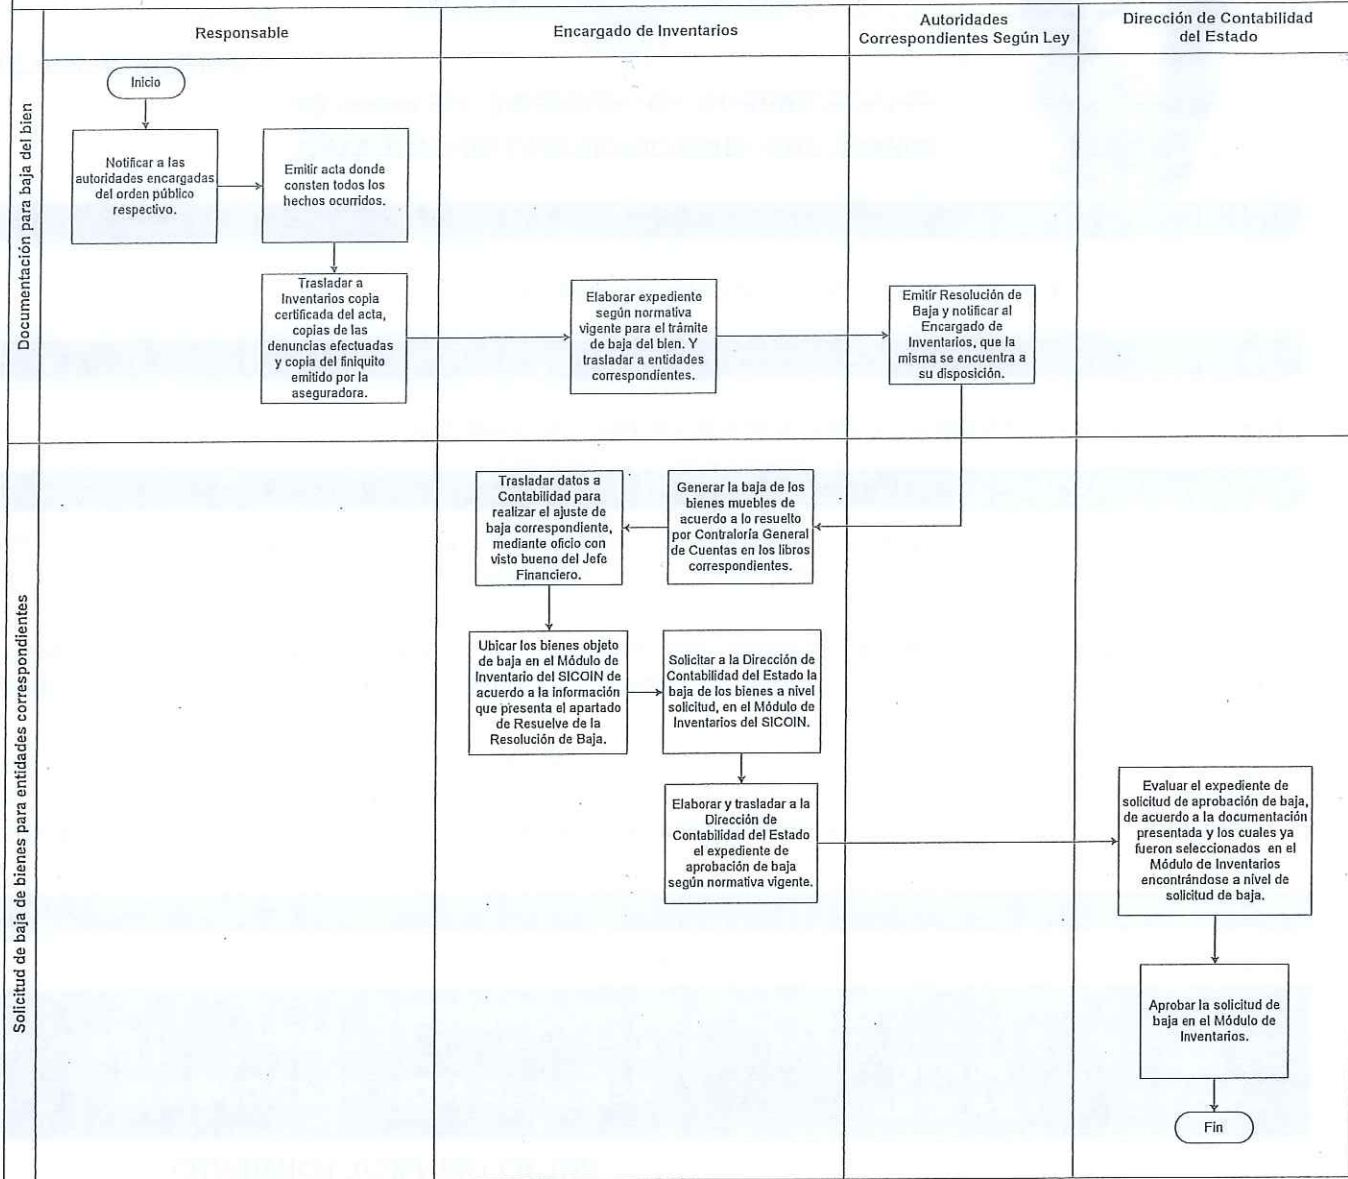 Responsable
Encargado de Inventarios
Autoridades
Correspondientes Según Ley
Dirección de Contabilidad
del Estado
Documentación para baja del bien
Inicio
Notificar a las
autoridades encargadas
del orden público
respectivo.
Emitir acta donde
consten todos los
hechos ocurridos.
Trasladar a
Inventarios copia
certificada del acta,
copias de las
denuncias efectuadas
y copia del finiquito
emitido por la
aseguradora.
Elaborar expediente
según normativa
vigente para el trámite
de baja del bien. Y
trasladar a entidades
correspondientes.
Emitir Resolución de
Baja y notificar al
Encargado de
Inventarios, que la
misma se encuentra a
su disposición.
Solicitud de baja de bienes para entidades correspondientes
Trasladar datos a
Contabilidad para
realizar el ajuste de
baja correspondiente,
mediante oficio con
visto bueno del Jefe
Financiero.
Generar la baja de los
bienes muebles de
acuerdo a lo resuelto
por Contraloría General
de Cuentas en los libros
correspondientes.
Ubicar los bienes objeto
de baja en el Módulo de
Inventario del SICOIN de
acuerdo a la información
que presenta el apartado
de Resuelve de la
Resolución de Baja.
Solicitar a la Dirección de
Contabilidad del Estado la
baja de los bienes a nivel
solicitud, en el Módulo de
Inventarios del SICOIN.
Elaborar y trasladar a la
Dirección de
Contabilidad del Estado
el expediente de
aprobación de baja
según normativa vigente.
Evaluar el expediente de
solicitud de aprobación de baja,
de acuerdo a la documentación
presentada y los cuales ya
fueron seleccionados en el
Módulo de Inventarios
encontrándose a nivel de
solicitud de baja.
Aprobar la solicitud de
baja en el Módulo de
Inventarios.
Fin